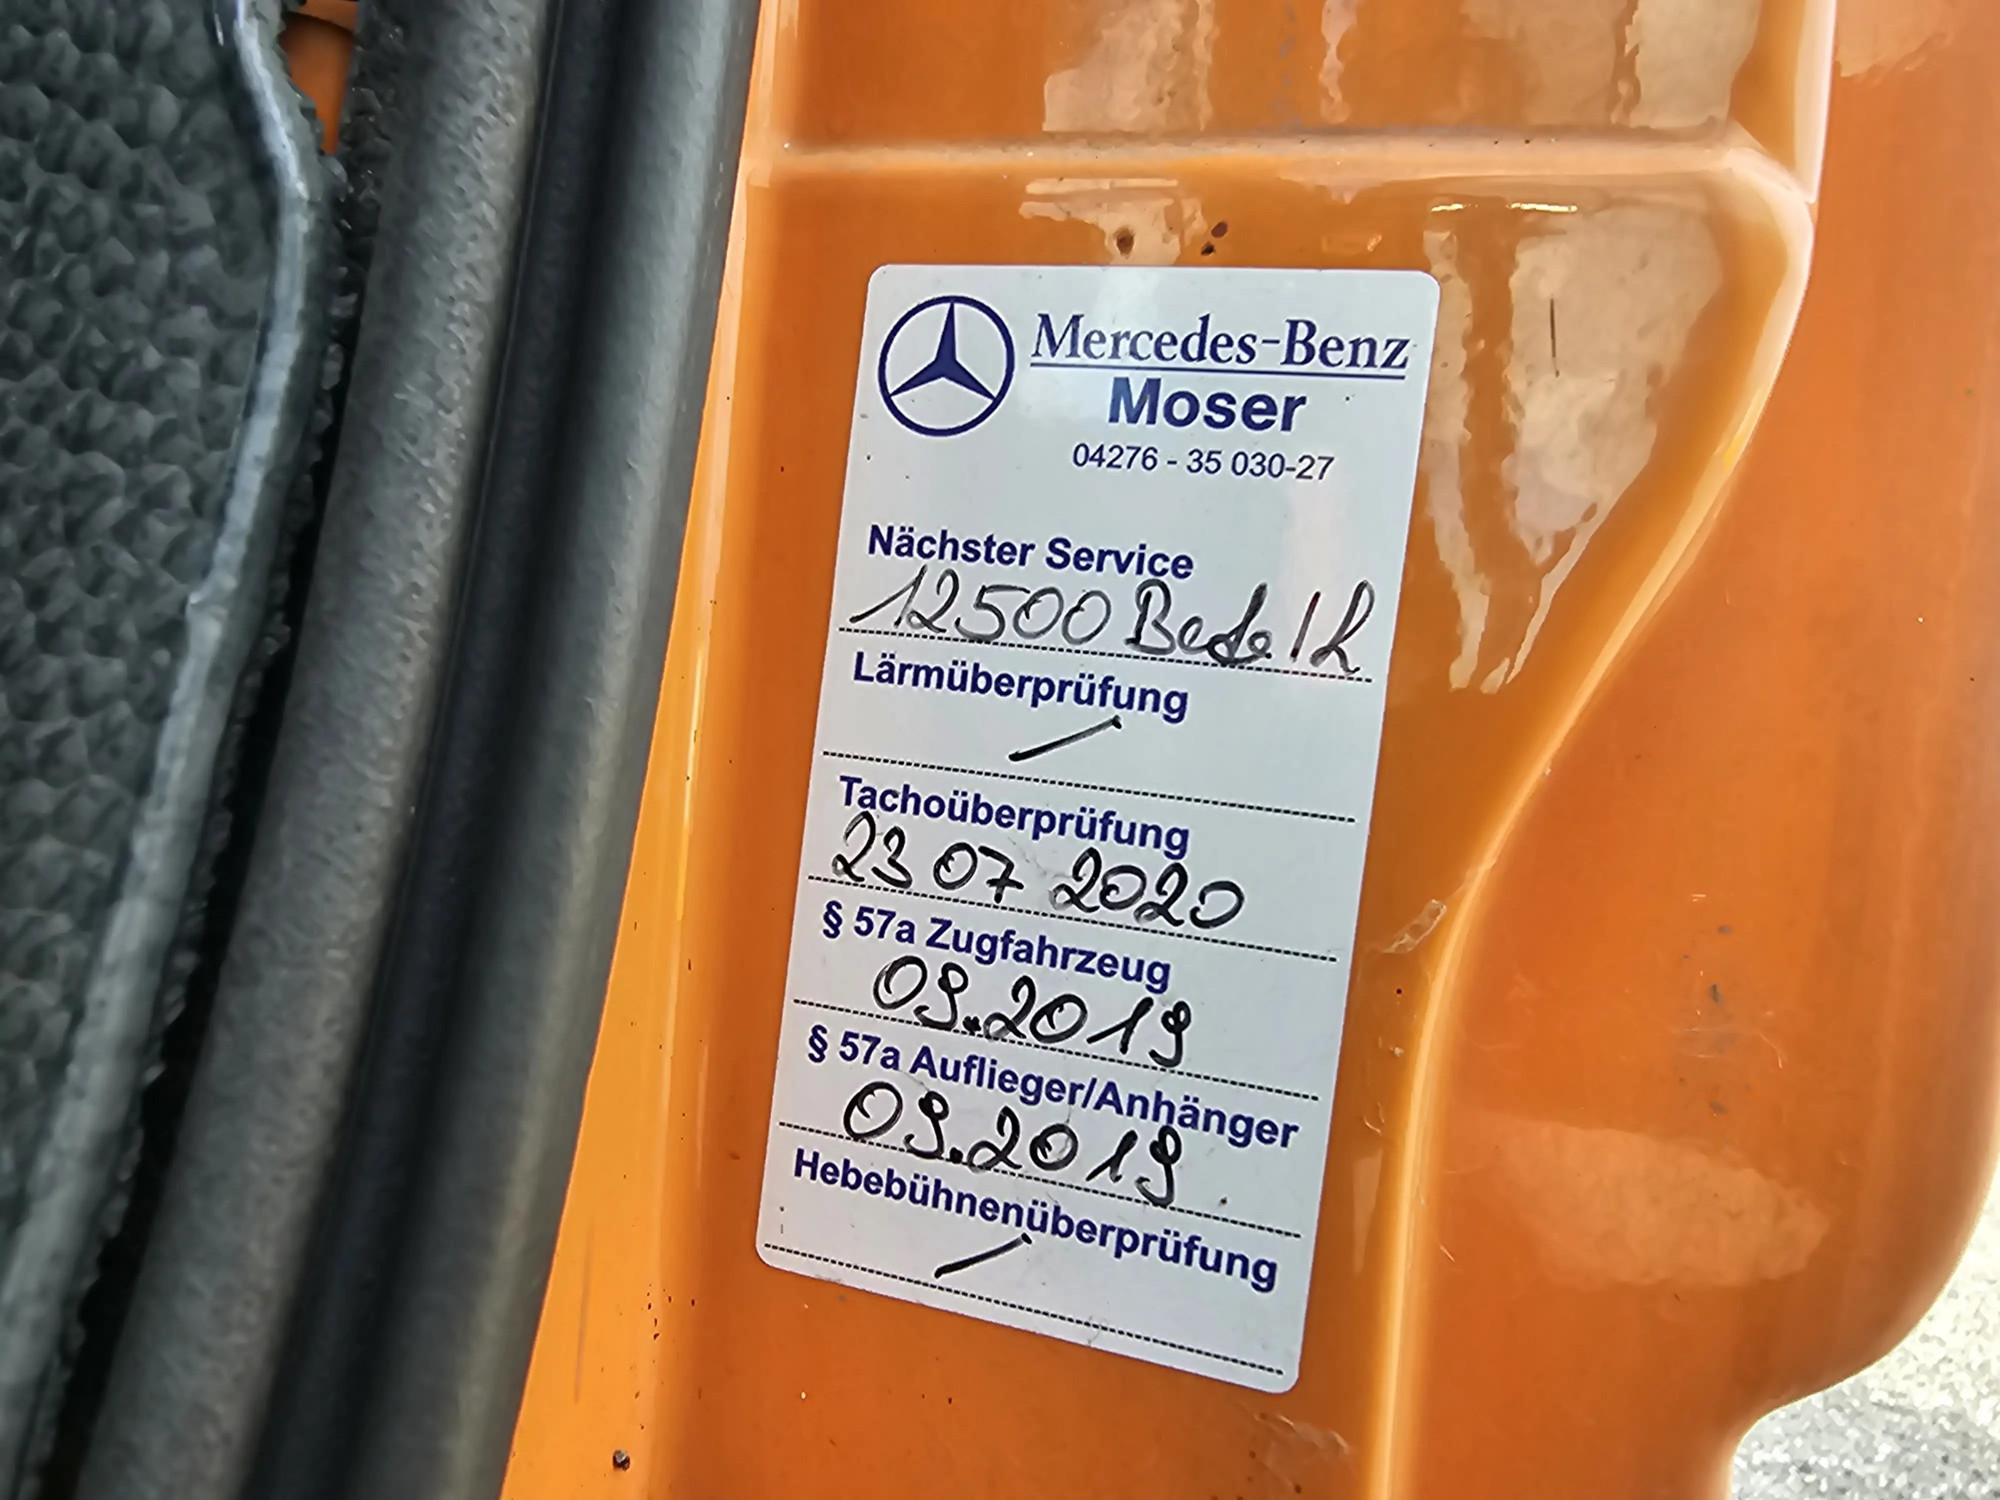 Mercedes-Benz
Moser
04276 - 35 030-27
Nächster Service
12500
Lärmüberprüfung
Tachoüberprüfung
23 07 2020
§ 57a Zugfahrzeug
09.2019
§ 57a Auflieger/Anhänger
09.2019
Hebebühnenüberprüfung